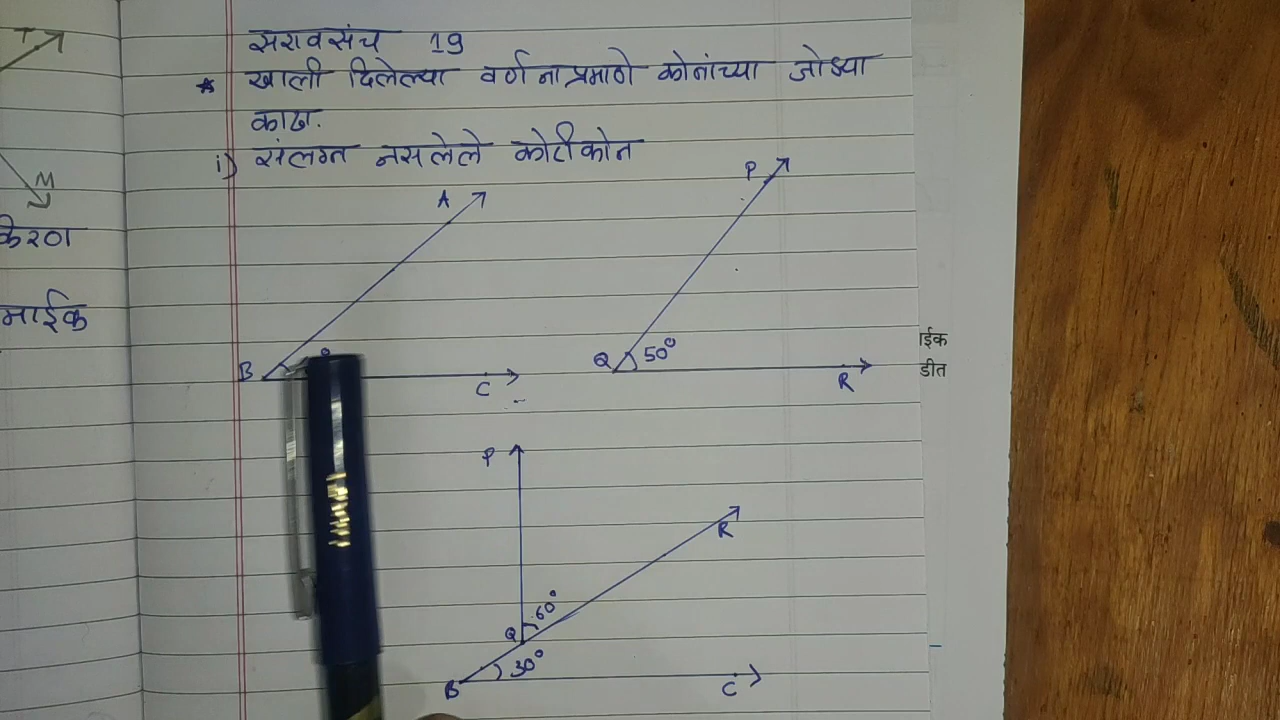 सरावसंच 19
* खाली दिलेल्या वर्णनाप्रमाणे कोनांच्या जोड्या
काढा.
i) संलग्न नसलेले कोटीकोन
T
M
किरण
नाईक
A
B
C
P
Q 50°
R
P
R
Q 60°
B 30°
C
ईक
डीत